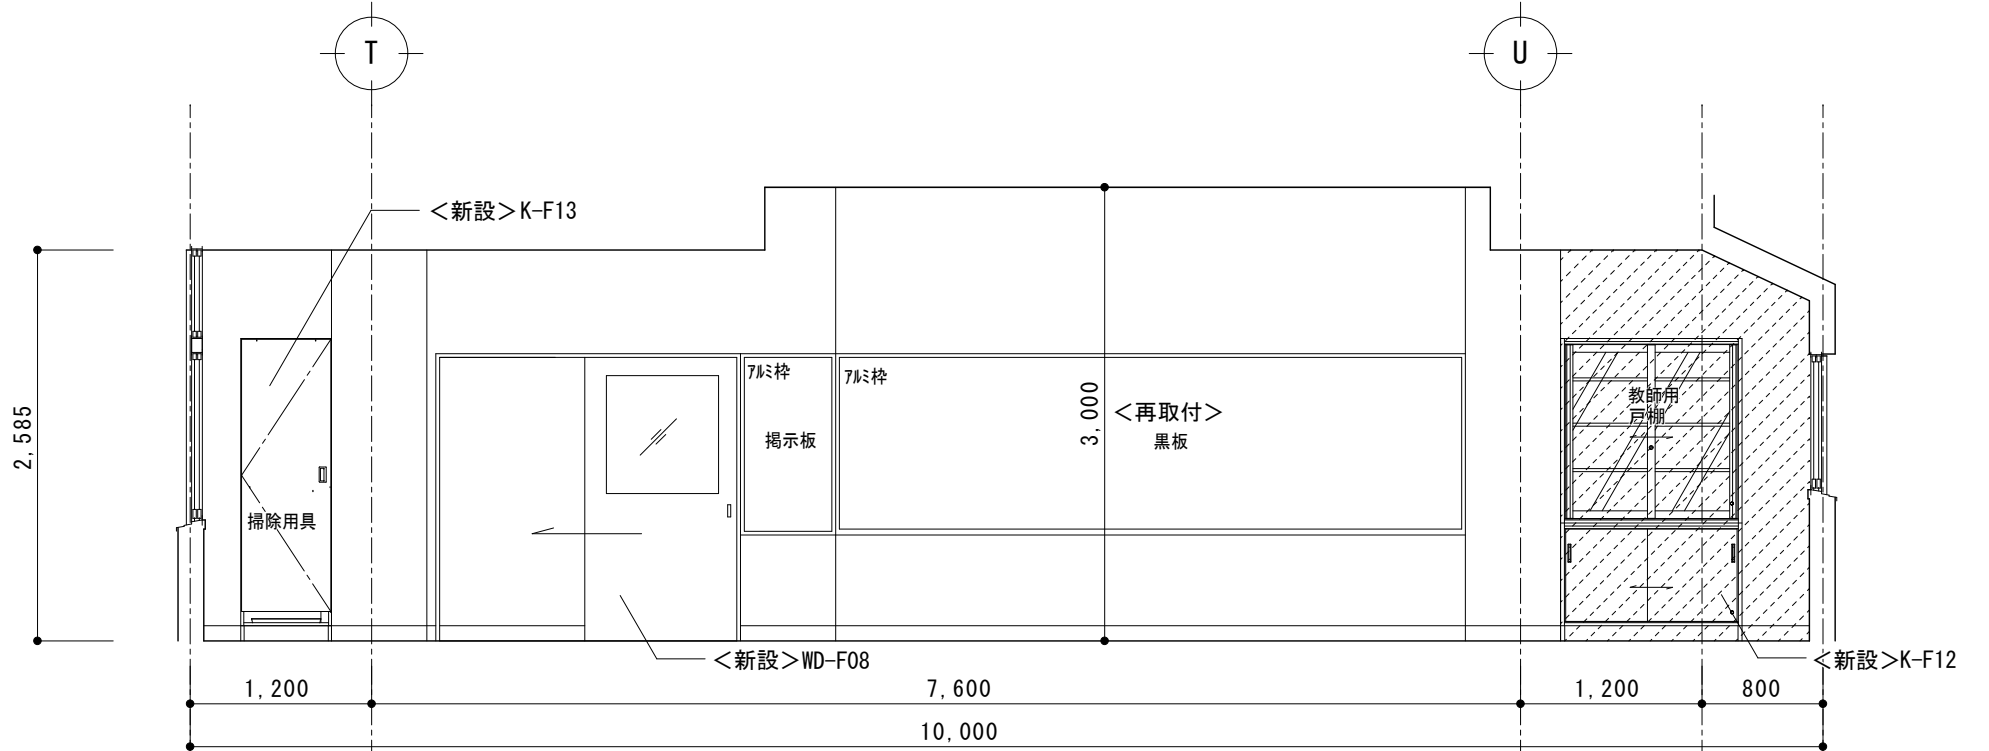 T
U
<新設>K-F13
2,585
アルミ枠
アルミ枠
掲示板
3,000
<再取付>
黒板
教師用
戸棚
掃除用具
<新設>WD-F08
<新設>K-F12
1,200
7,600
1,200
800
10,000